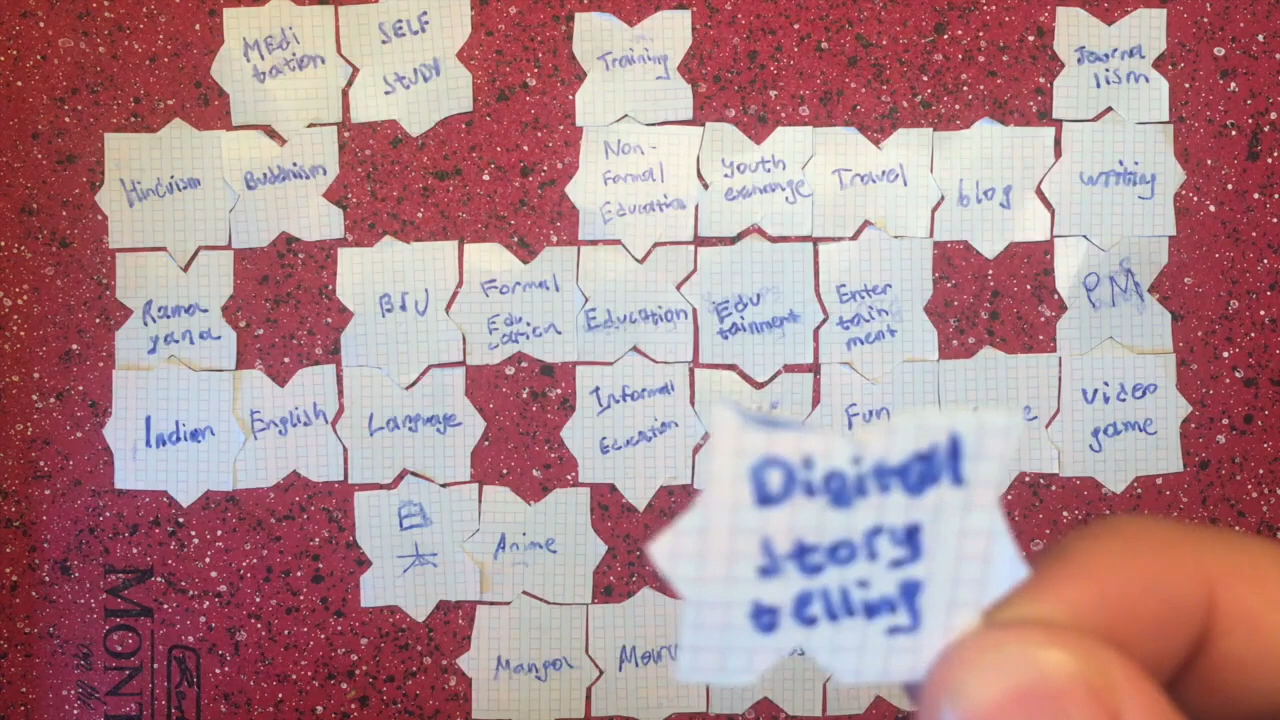 MEdi
tation
SELF
STUDY
Training
Journa
lism
Hinduism
Buddhism
Non-
Formal
Education
Youth
exchange
Travel
blog
writing
Rama
yana
BSU
Formal
Edu
cation
Education
Edu
tainment
Enter
tain
ment
PM
Indian
English
Language
Informal
Education
Fun
video
game
日
本
Anime
Digital
story
telling
Manga
MONT